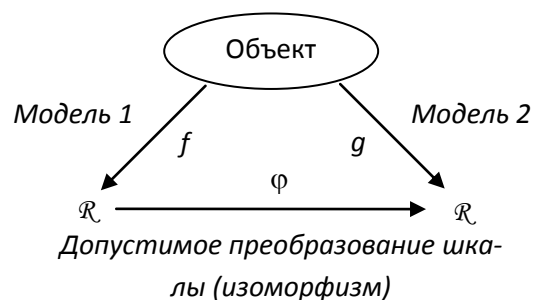 Объект
Модель 1
Модель 2
f
g
φ
ℛ
ℛ
Допустимое преобразование шка-
лы (изоморфизм)